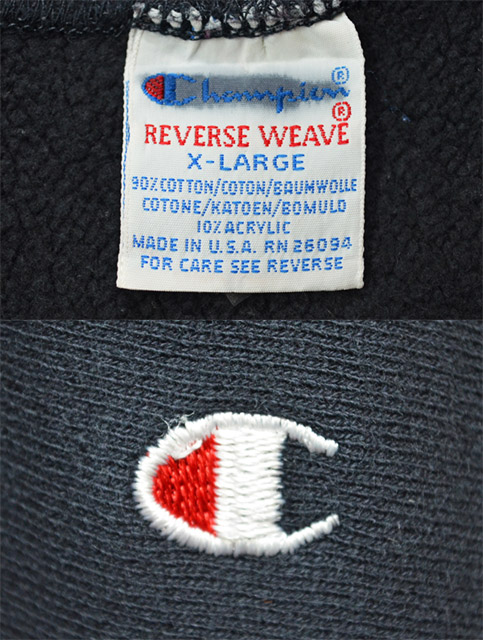 Champion®
®
REVERSE WEAVE
X-LARGE
90% COTTON/COTON/BAUMWOLLE
COTONE/KATOEN/BOMULD
10% ACRYLIC
MADE IN U.S.A. RN 26094
FOR CARE SEE REVERSE